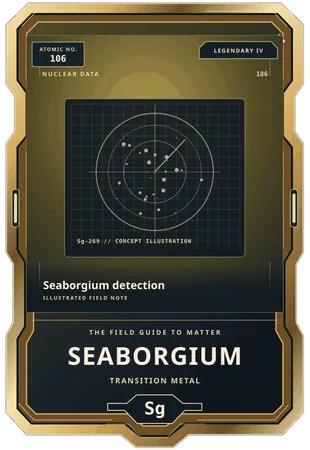 ATOMIC NO.
106
LEGENDARY IV
NUCLEAR DATA
106
Sg-269 // CONCEPT ILLUSTRATION
Seaborgium detection
ILLUSTRATED FIELD NOTE
THE FIELD GUIDE TO MATTER
SEABORGIUM
TRANSITION METAL
Sg